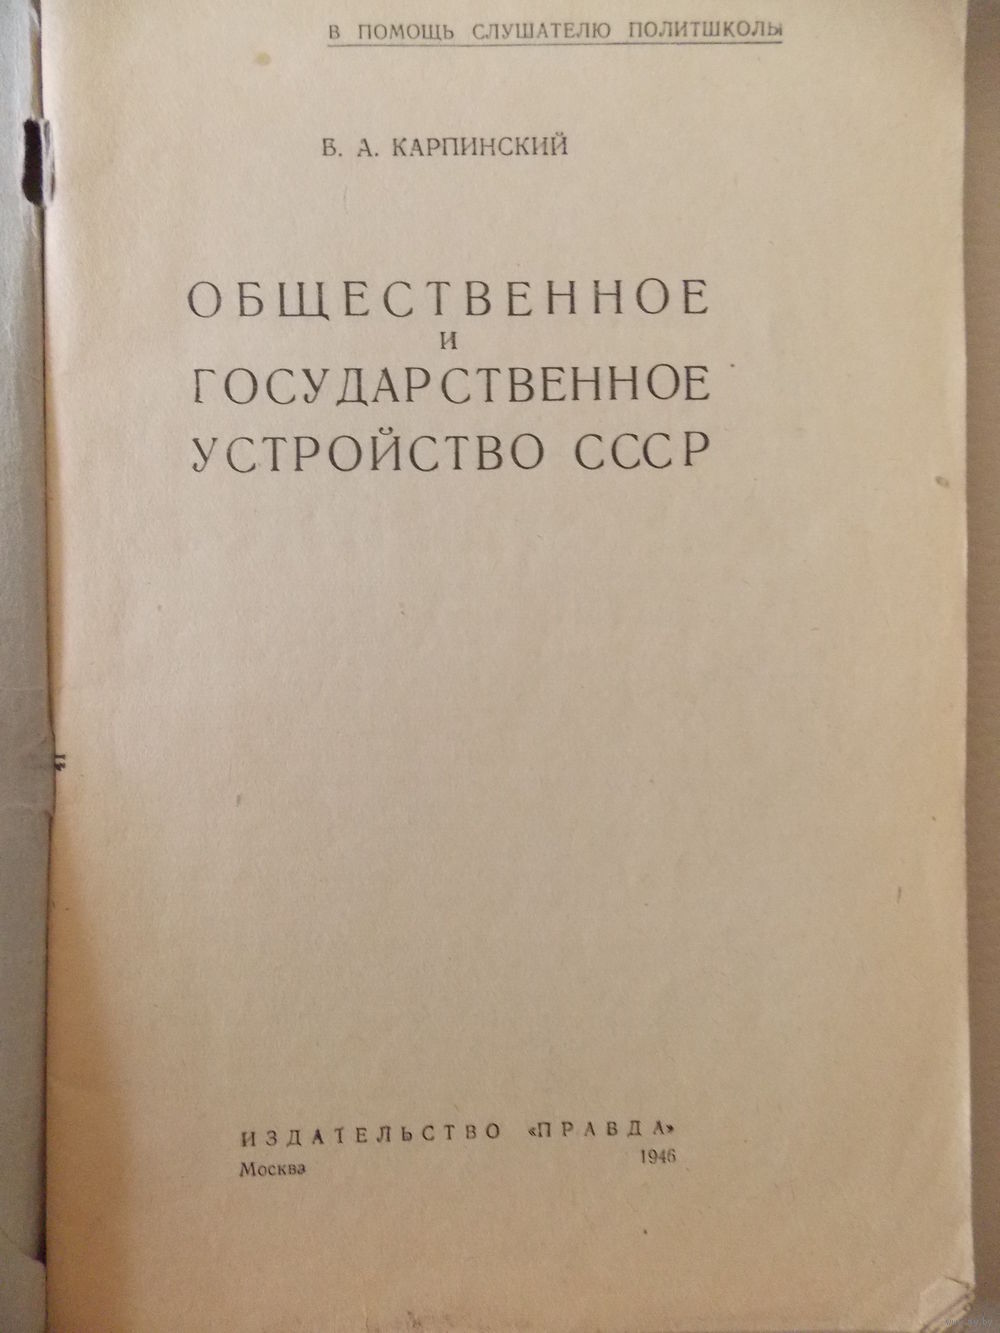 В ПОМОЩЬ СЛУШАТЕЛЮ ПОЛИТШКОЛЫ
В. А. КАРПИНСКИЙ
ОБЩЕСТВЕННОЕ
И
ГОСУДАРСТВЕННОЕ
УСТРОЙСТВО СССР
ИЗДАТЕЛЬСТВО «ПРАВДА»
Москва 1946